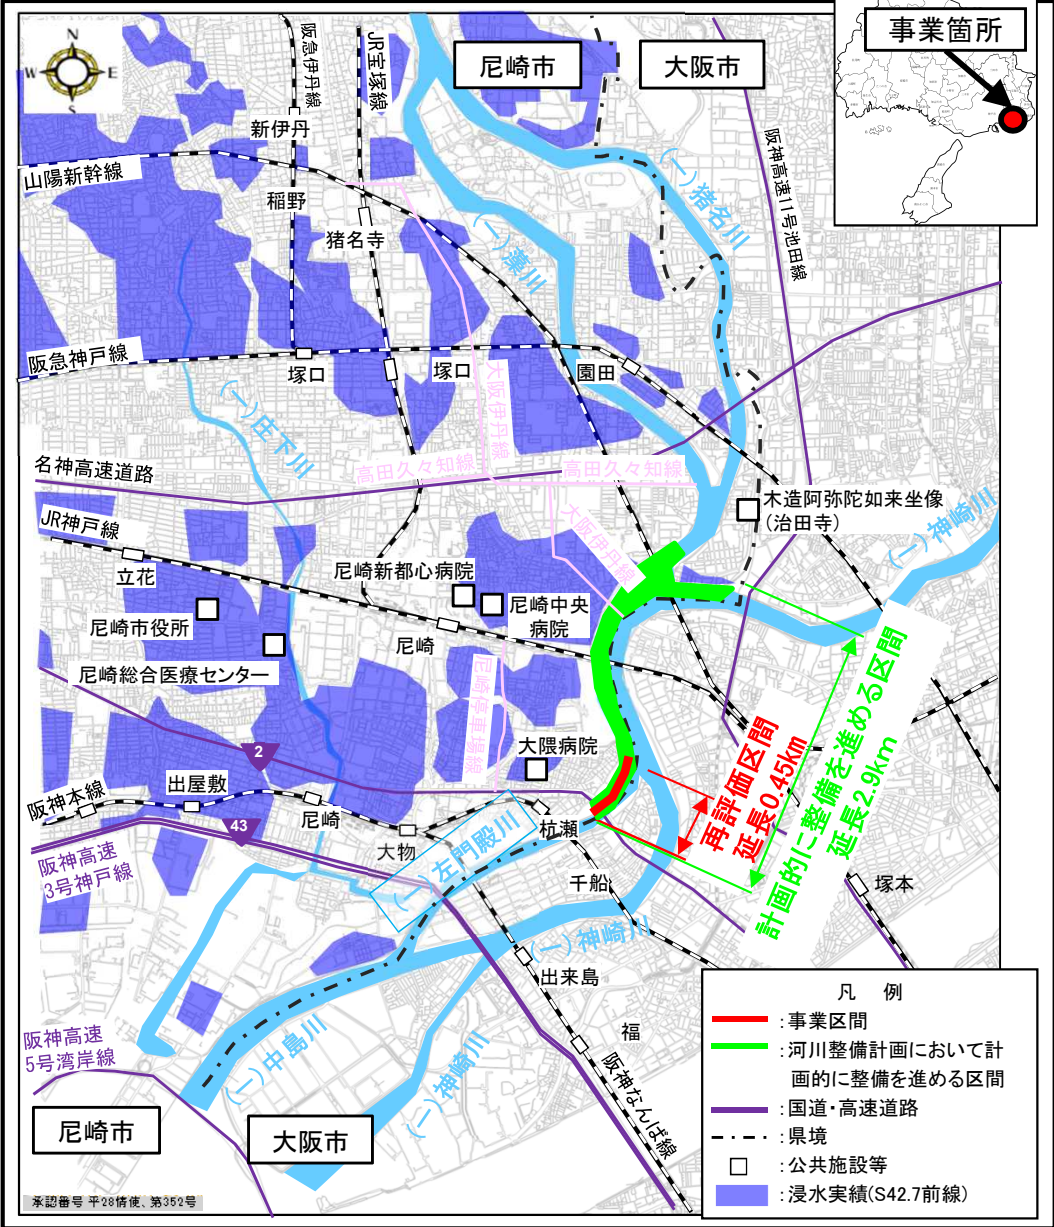 N
W
E
S
尼崎市
大阪市
事業箇所
阪急伊丹線
JR宝塚線
新伊丹
山陽新幹線
稲野
猪名寺
(一)藻川
(一)猪名川
阪神高速11号池田線
阪急神戸線
塚口
塚口
園田
大阪伊丹線
(一)庄下川
名神高速道路
高田久々知線
高田久々知線
木造阿弥陀如来坐像
(治田寺)
(一)神崎川
JR神戸線
大阪伊丹線
立花
尼崎新都心病院
尼崎中央
病院
尼崎市役所
尼崎
尼崎総合医療センター
尼崎停車場線
大隈病院
再評価区間
延長0.45km
計画的に整備を進める区間
延長2.9km
2
出屋敷
阪神本線
尼崎
43
大物
杭瀬
阪神高速
3号神戸線
(一)左門殿川
千船
塚本
(一)神崎川
出来島
福
阪神高速
5号湾岸線
(一)中島川
(一)神崎川
阪神なんば線
尼崎市
大阪市
凡 例
:事業区間
:河川整備計画において計
画的に整備を進める区間
:国道・高速道路
:県境
:公共施設等
:浸水実績(S42.7前線)
承認番号 平28情使、第352号